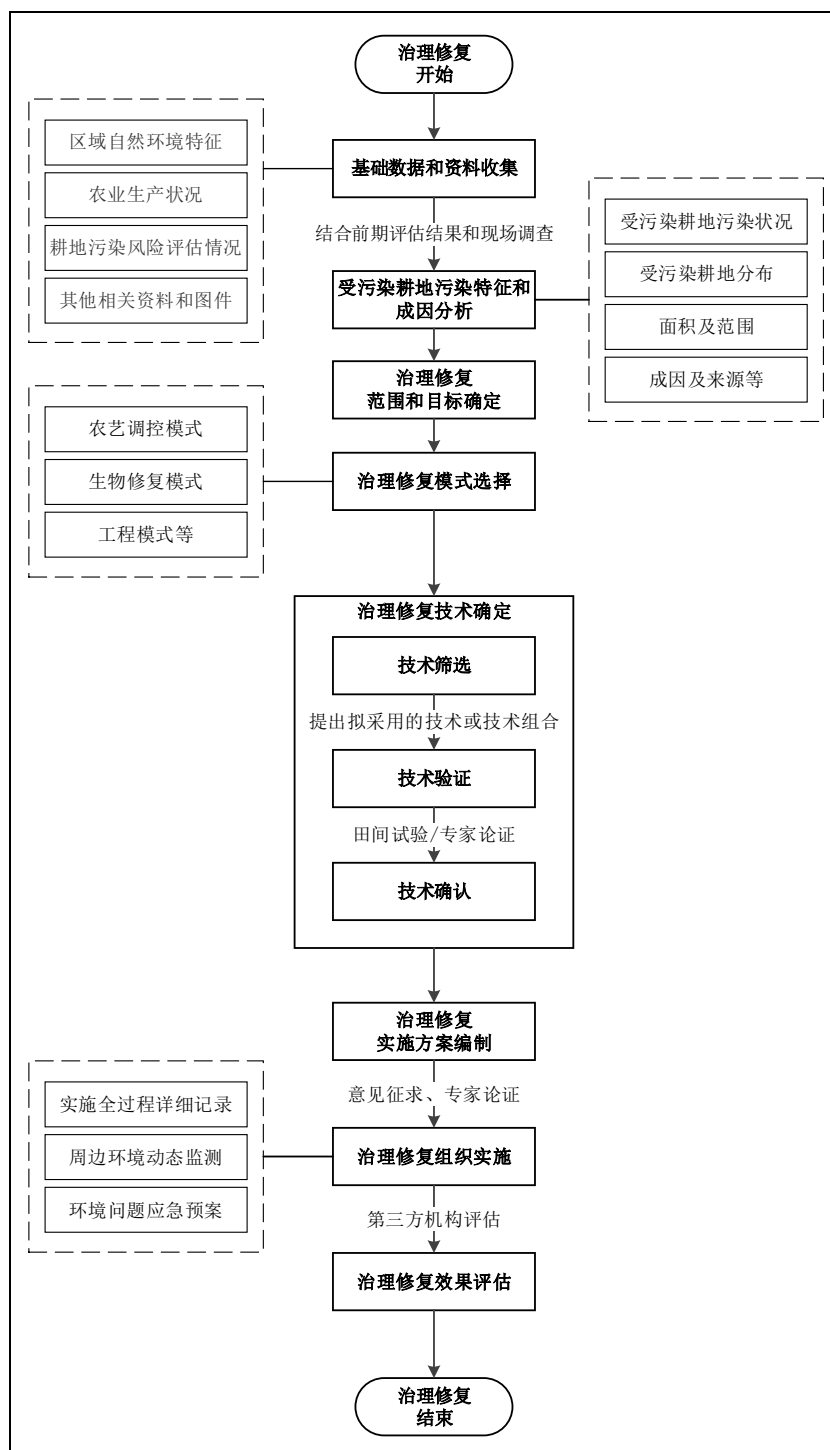 治理修复
开始
区域自然环境特征
农业生产状况
耕地污染风险评估情况
其他相关资料和图件
基础数据和资料收集
结合前期评估结果和现场调查
受污染耕地污染特征和
成因分析
受污染耕地污染状况
受污染耕地分布
面积及范围
成因及来源等
治理修复
范围和目标确定
农艺调控模式
生物修复模式
工程模式等
治理修复模式选择
治理修复技术确定
技术筛选
提出拟采用的技术或技术组合
技术验证
田间试验/专家论证
技术确认
治理修复
实施方案编制
意见征求、专家论证
实施全过程详细记录
周边环境动态监测
环境问题应急预案
治理修复组织实施
第三方机构评估
治理修复效果评估
治理修复
结束